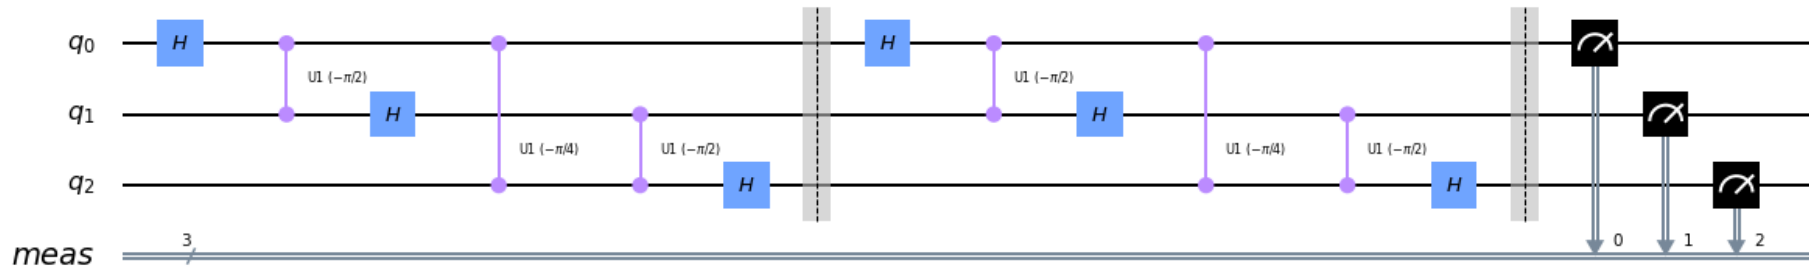 q0 H H
U1 (−π/2) U1 (−π/2)
q1 H H
U1 (−π/4) U1 (−π/2) U1 (−π/4) U1 (−π/2)
q2 H H
meas 3 0 1 2